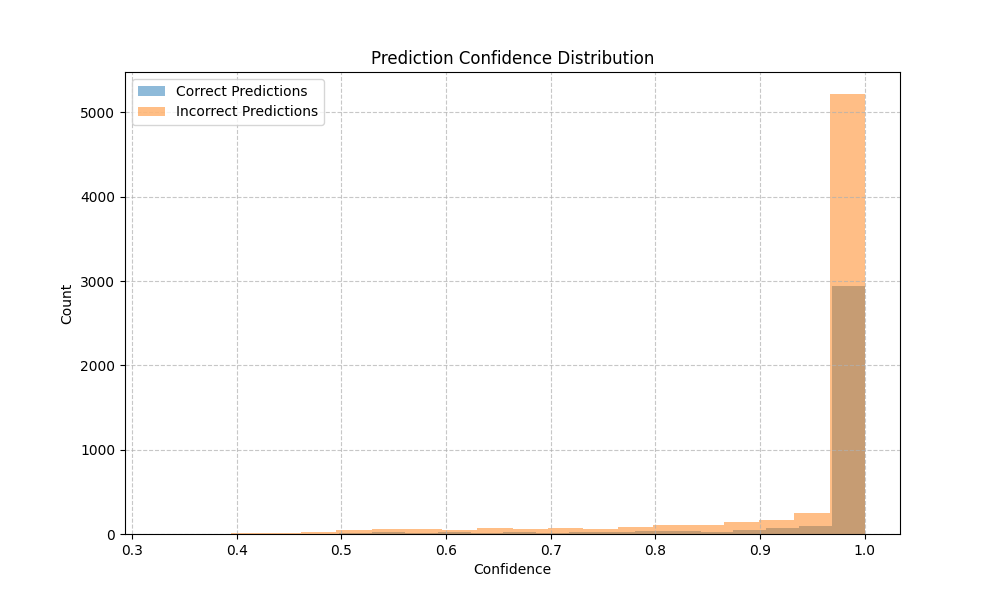 Prediction Confidence Distribution
Correct Predictions
Incorrect Predictions
5000
4000
3000
2000
1000
0
Count
0.3 0.4 0.5 0.6 0.7 0.8 0.9 1.0
Confidence